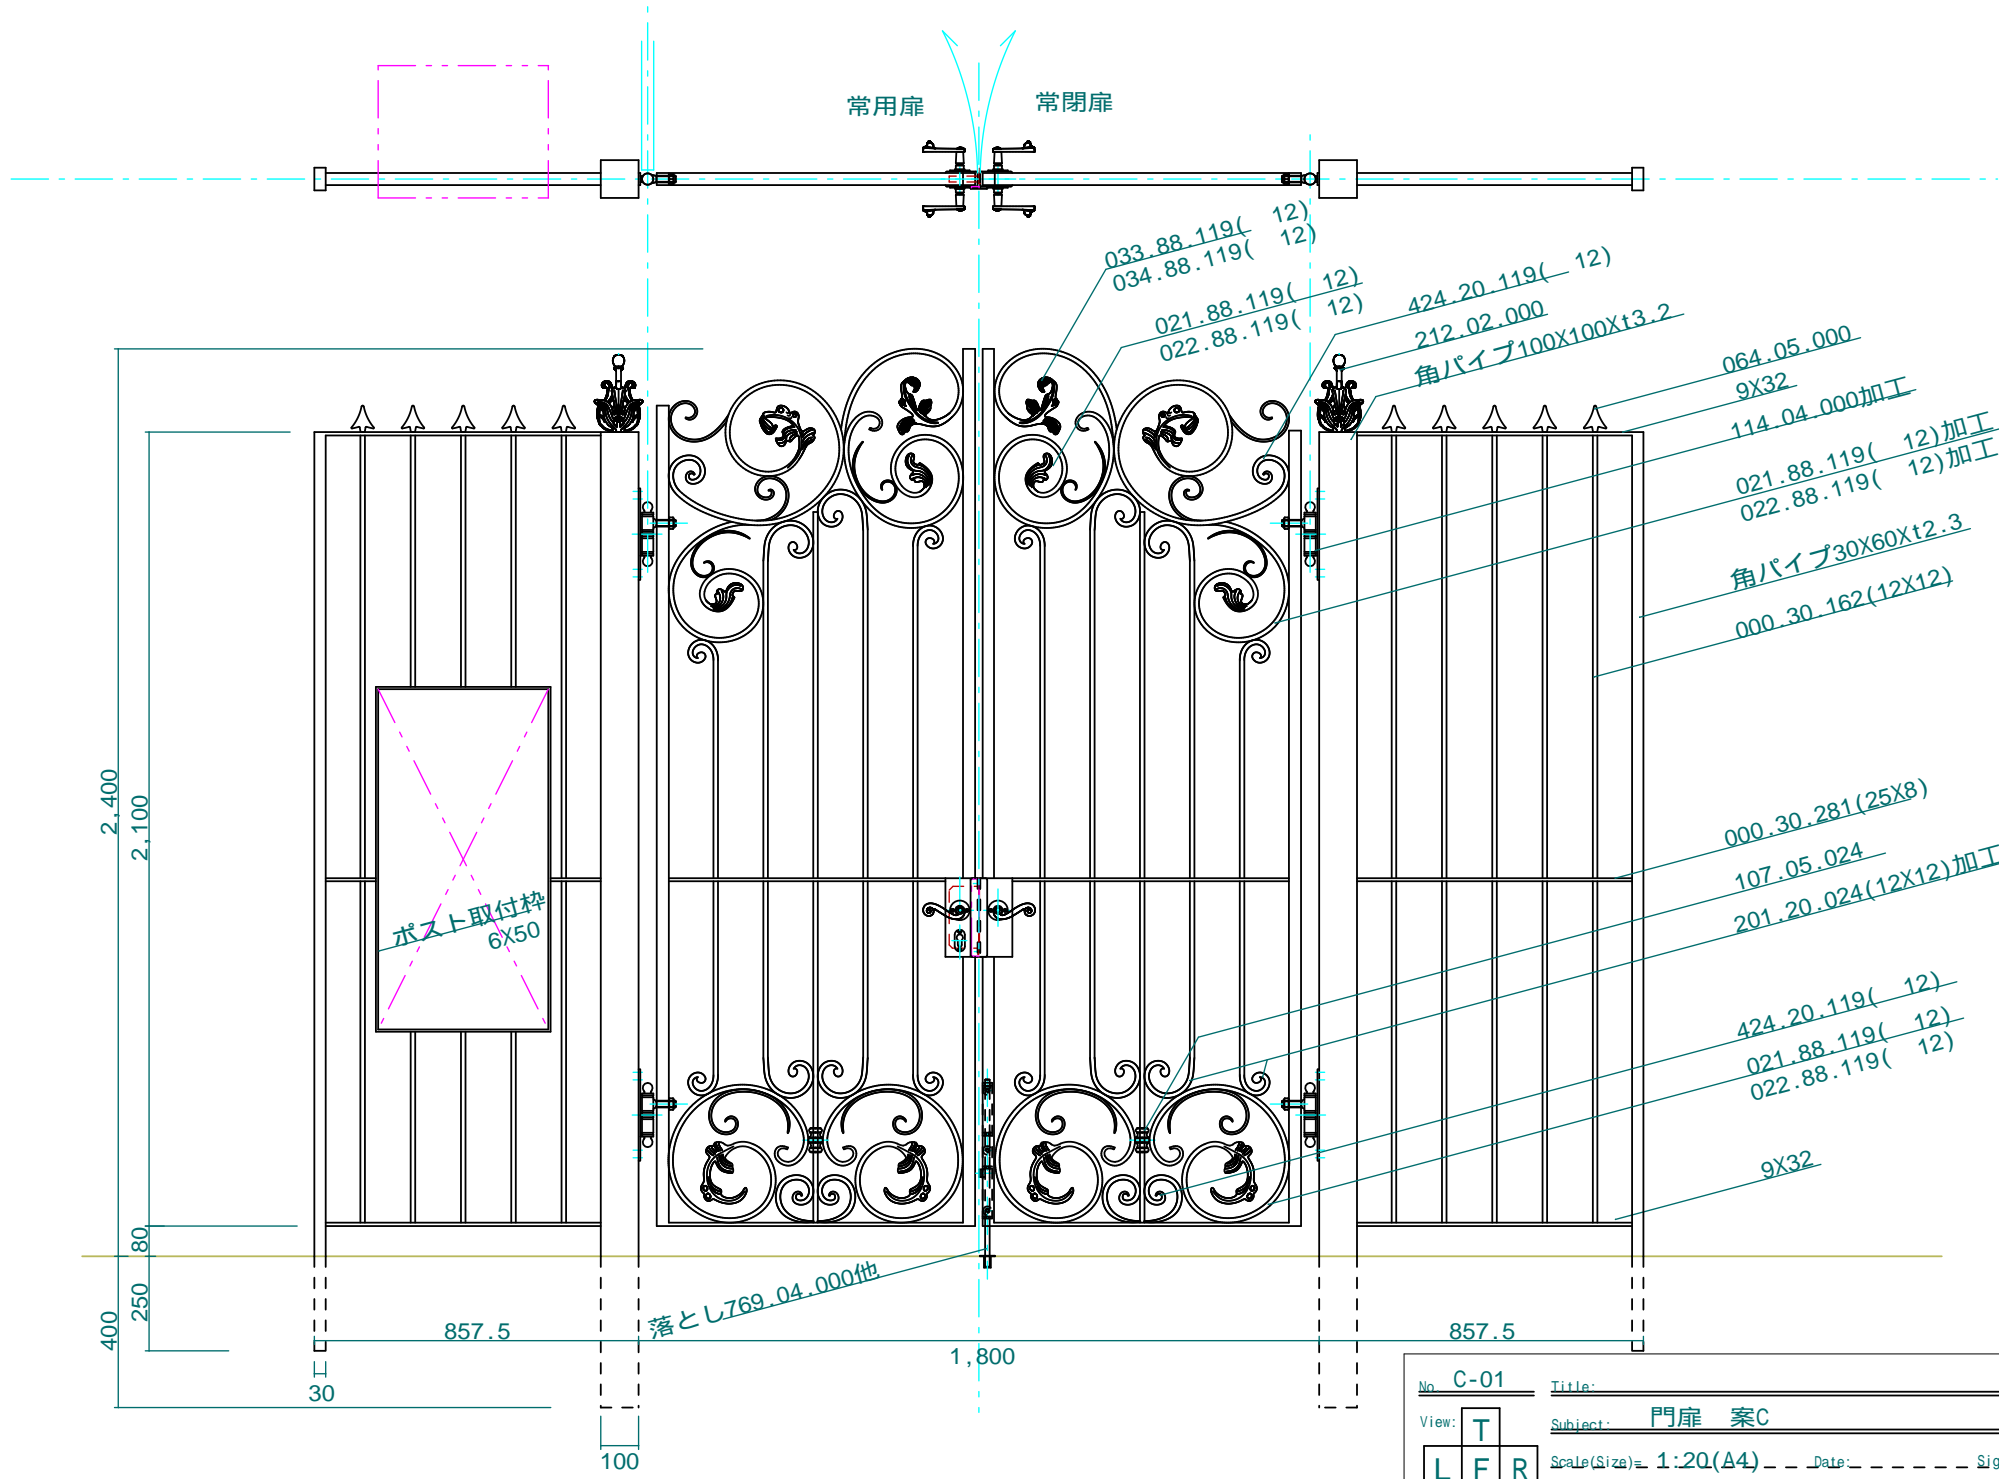 常用扉
常閉扉
033.88.119(　12)
034.88.119(　12)
021.88.119(　12)
022.88.119(　12)
424.20.119(　12)
212.02.000
角パイプ100X100Xt3.2
064.05.000
9X32
114.04.000加工
021.88.119(　12)加工
022.88.119(　12)加工
角パイプ30X60Xt2.3
000.30.162(12X12)
2,400
2,100
000.30.281(25X8)
107.05.024
201.20.024(12X12)加工
ポスト取付枠
6X50
424.20.119(　12)
021.88.119(　12)
022.88.119(　12)
9X32
80
250
400
落とし769.04.000他
857.5
1,800
857.5
30
100
No. C-01
Title:
View:
T
L F R
Subject: 門扉　案C
Scale(Size)= 1:20(A4) Date: Sig